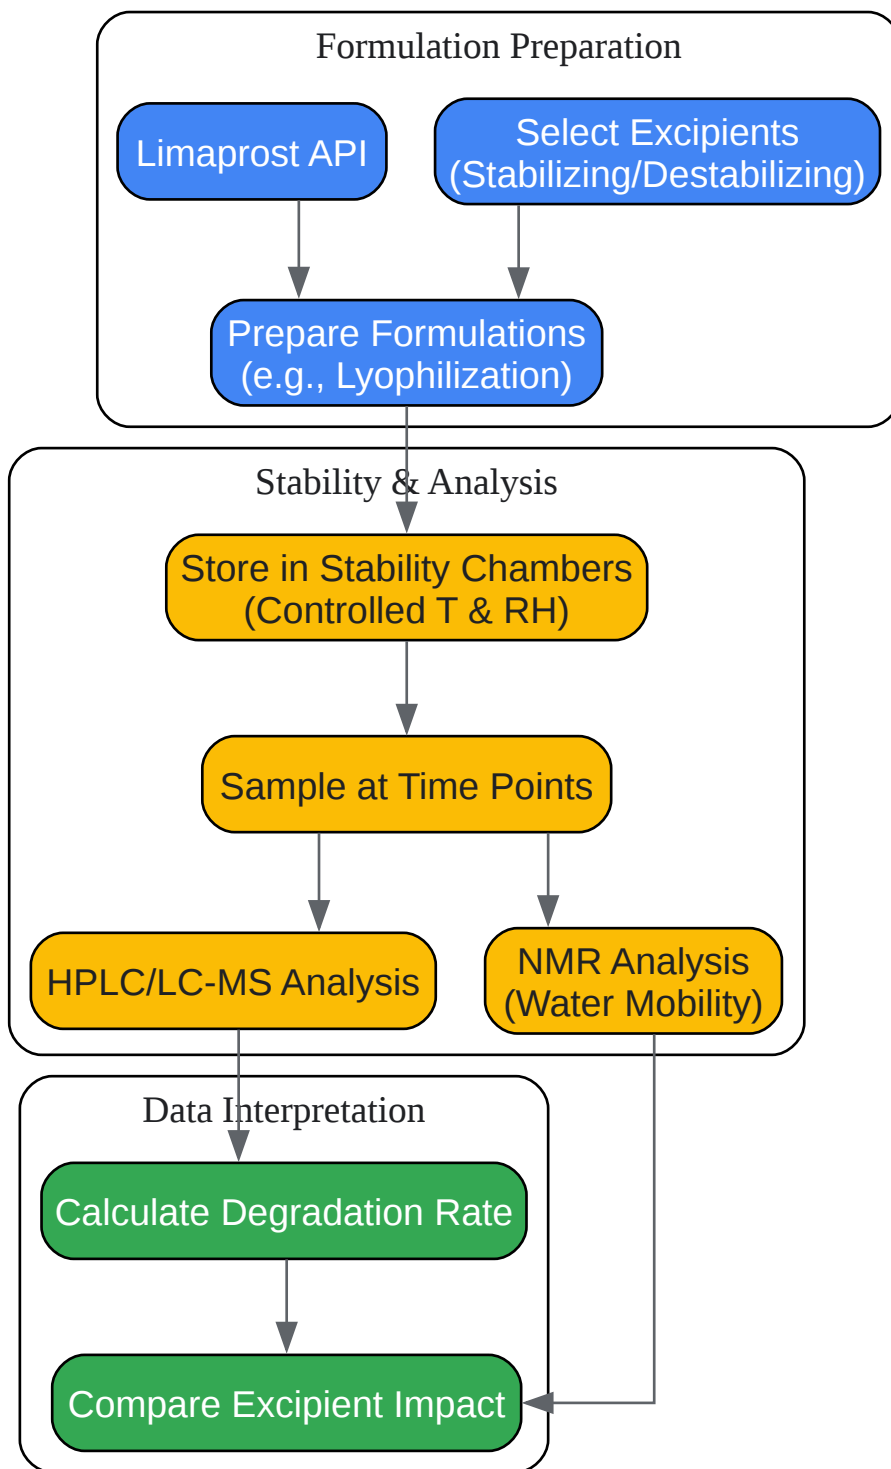 Formulation Preparation
Limaprost API
Select Excipients
(Stabilizing/Destabilizing)
Prepare Formulations
(e.g., Lyophilization)
Stability & Analysis
Store in Stability Chambers
(Controlled T & RH)
Sample at Time Points
HPLC/LC-MS Analysis
NMR Analysis
(Water Mobility)
Data Interpretation
Calculate Degradation Rate
Compare Excipient Impact